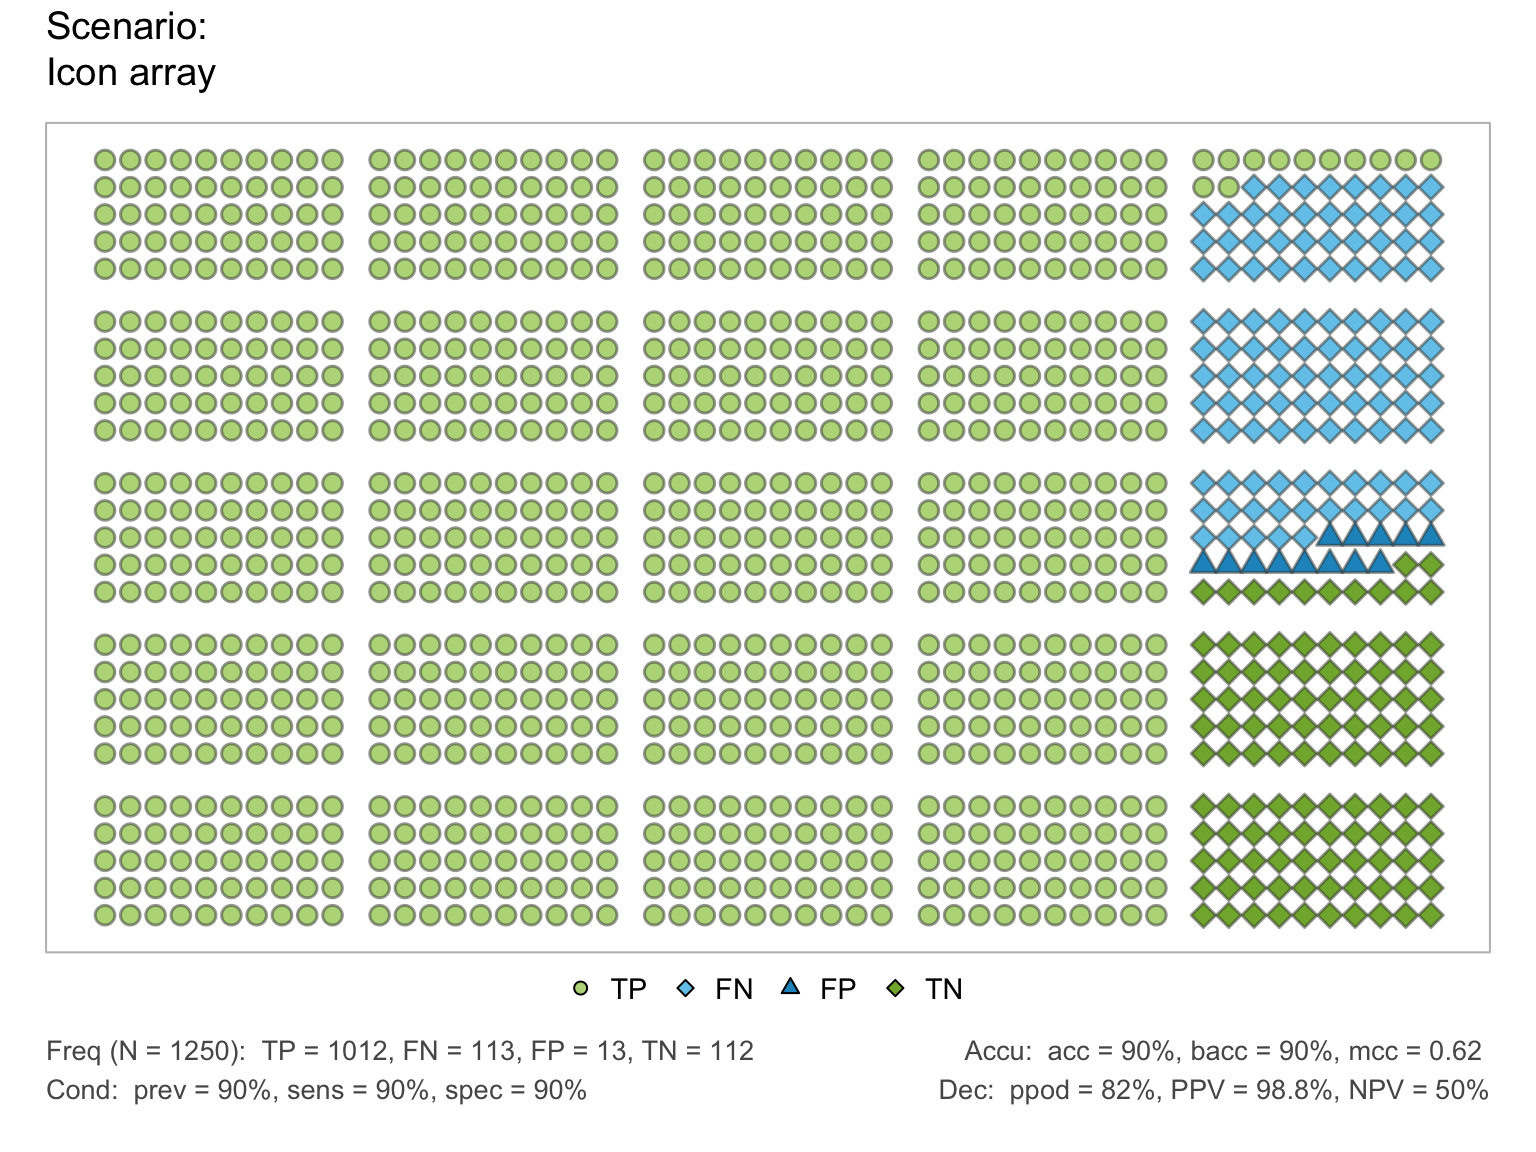 Scenario:
Icon array
TP FN FP TN
Freq (N = 1250): TP = 1012, FN = 113, FP = 13, TN = 112
Accu: acc = 90%, bacc = 90%, mcc = 0.62
Cond: prev = 90%, sens = 90%, spec = 90%
Dec: ppod = 82%, PPV = 98.8%, NPV = 50%